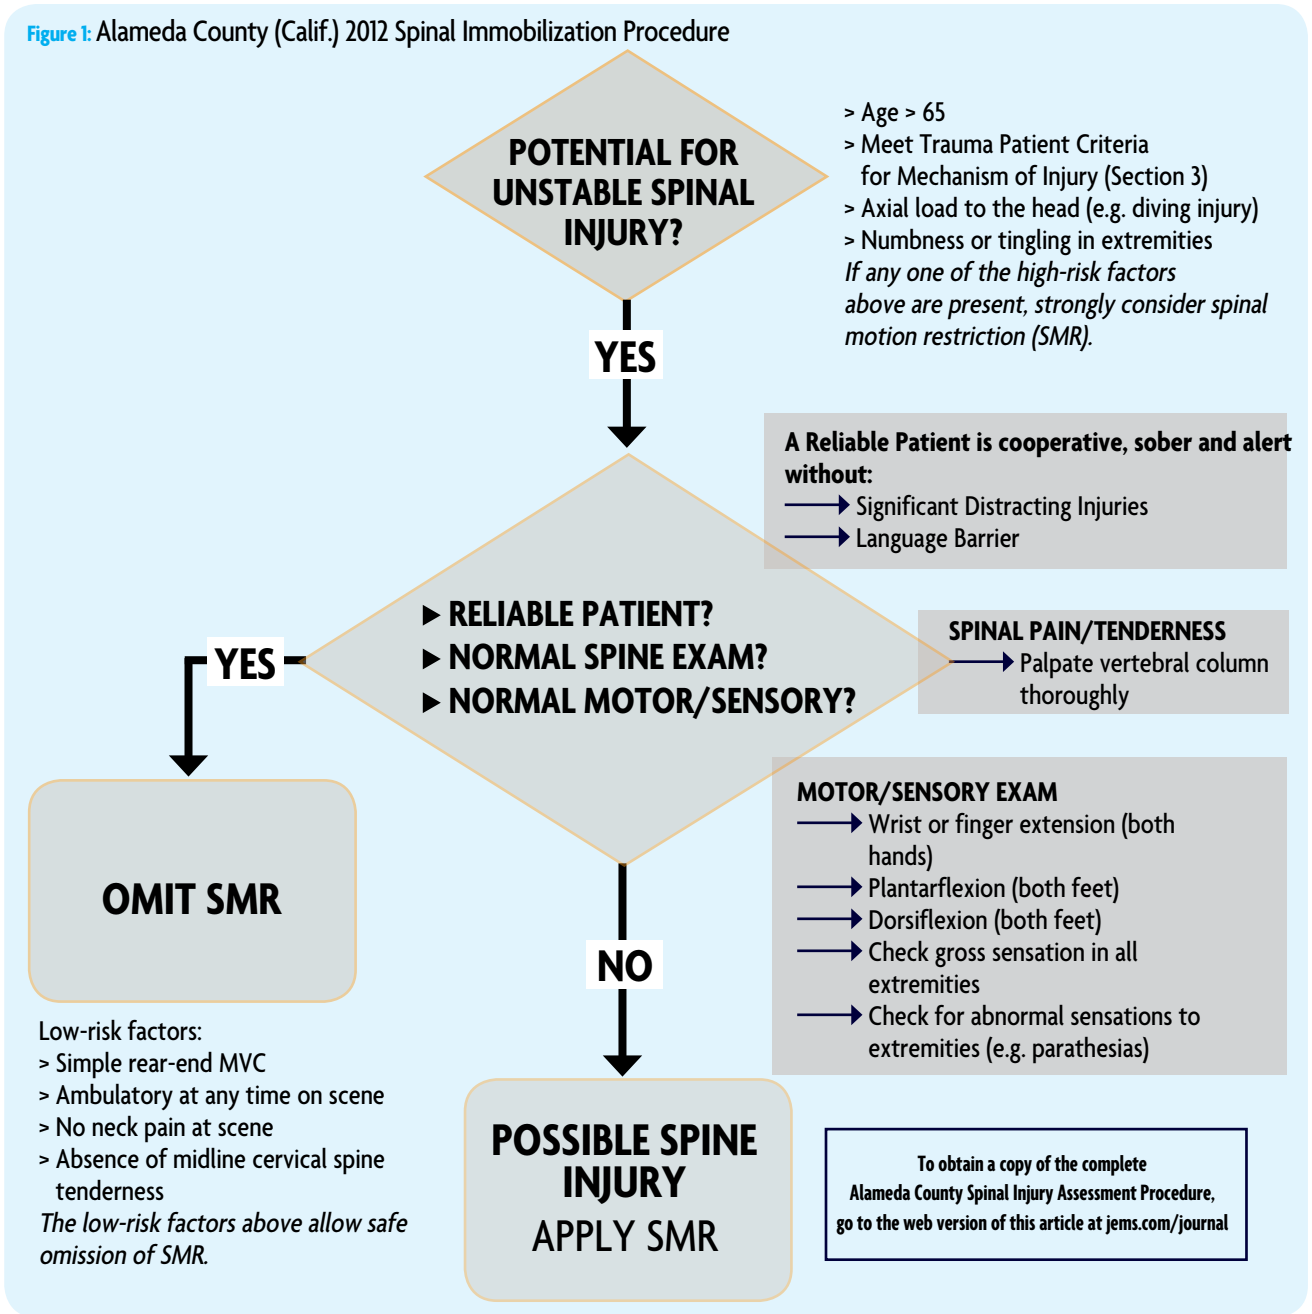 Figure 1: Alameda County (Calif.) 2012 Spinal Immobilization Procedure
POTENTIAL FOR
UNSTABLE SPINAL
INJURY?
> Age > 65
> Meet Trauma Patient Criteria
for Mechanism of Injury (Section 3)
> Axial load to the head (e.g. diving injury)
> Numbness or tingling in extremities
If any one of the high-risk factors
above are present, strongly consider spinal
motion restriction (SMR).
YES
A Reliable Patient is cooperative, sober and alert
without:
Significant Distracting Injuries
Language Barrier
RELIABLE PATIENT?
NORMAL SPINE EXAM?
NORMAL MOTOR/SENSORY?
SPINAL PAIN/TENDERNESS
Palpate vertebral column
thoroughly
YES
MOTOR/SENSORY EXAM
Wrist or finger extension (both
hands)
Plantarflexion (both feet)
Dorsiflexion (both feet)
Check gross sensation in all
extremities
Check for abnormal sensations to
extremities (e.g. parathesias)
OMIT SMR
NO
Low-risk factors:
> Simple rear-end MVC
> Ambulatory at any time on scene
> No neck pain at scene
> Absence of midline cervical spine
tenderness
The low-risk factors above allow safe
omission of SMR.
POSSIBLE SPINE
INJURY
APPLY SMR
To obtain a copy of the complete
Alameda County Spinal Injury Assessment Procedure,
go to the web version of this article at jems.com/journal